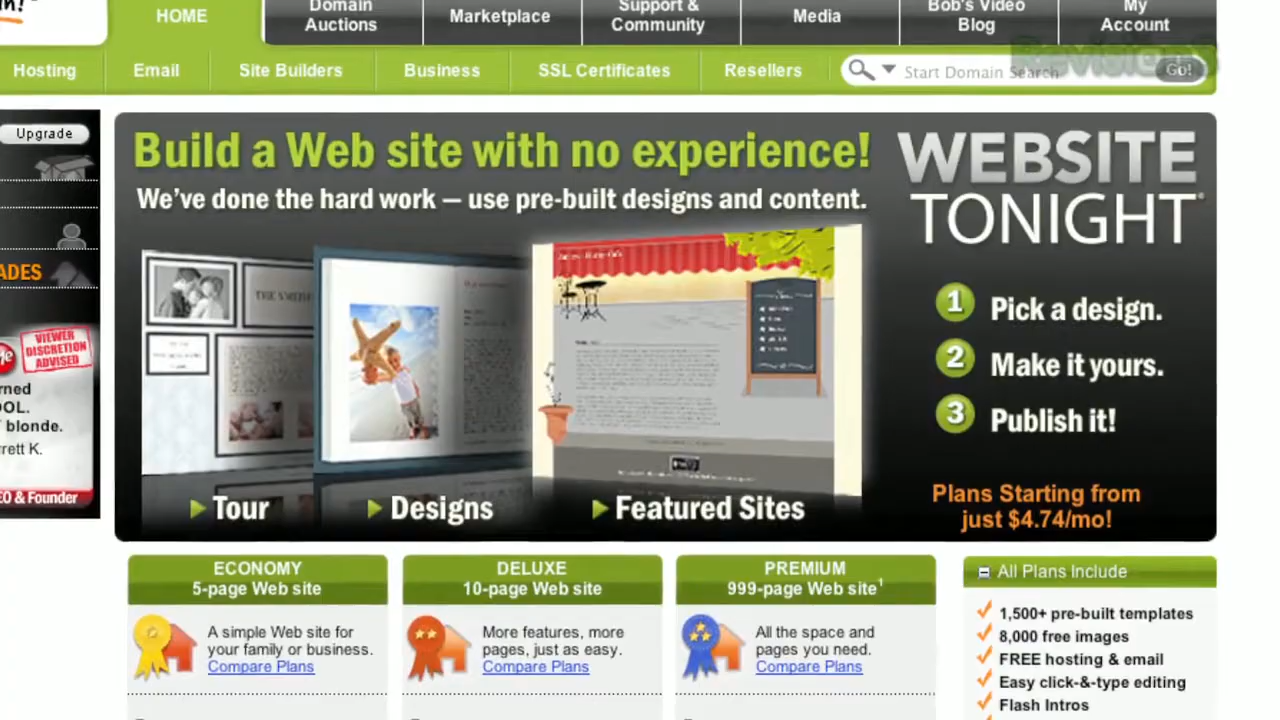 HOME
Domain
Auctions
Marketplace
Support &
Community
Media
Bob's Video
Blog
My
Account
Hosting
Email
Site Builders
Business
SSL Certificates
Resellers
Start Domain Search
Go!
Revision3
Upgrade
ADES
VIEWER
DISCRETION
ADVISED
Me
rned
OOL.
blonde.
rrett K.
EO & Founder
Build a Web site with no experience!
We've done the hard work — use pre-built designs and content.
THE SMITH
WEBSITE
TONIGHT®
1 Pick a design.
2 Make it yours.
3 Publish it!
Tour
Designs
Featured Sites
Plans Starting from
just $4.74/mo!
ECONOMY
5-page Web site
A simple Web site for
your family or business.
Compare Plans
DELUXE
10-page Web site
More features, more
pages, just as easy.
Compare Plans
PREMIUM
999-page Web site¹
All the space and
pages you need.
Compare Plans
All Plans Include
1,500+ pre-built templates
8,000 free images
FREE hosting & email
Easy click-&-type editing
Flash Intros